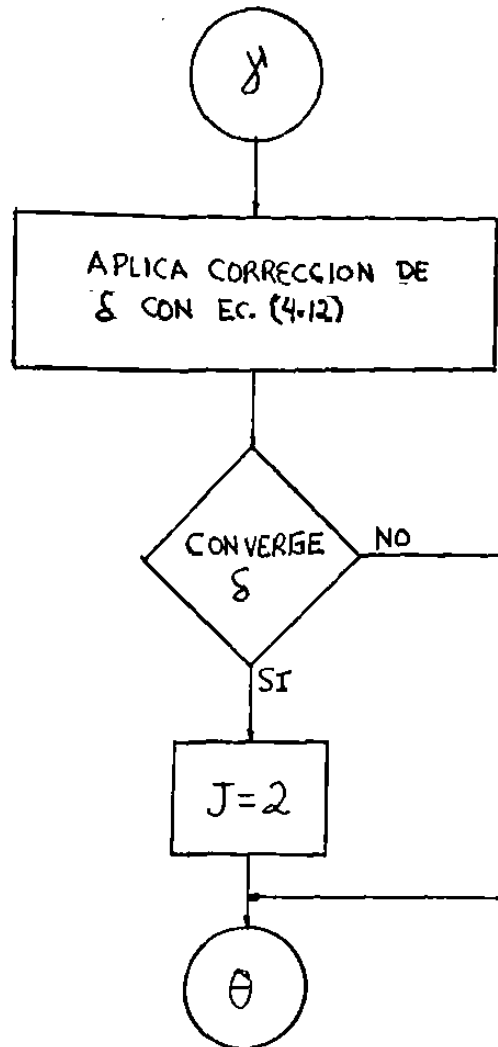 γ
APLICA CORRECCION DE
δ CON EC. (4.12)
CONVERGE
δ
NO
SI
J=2
θ